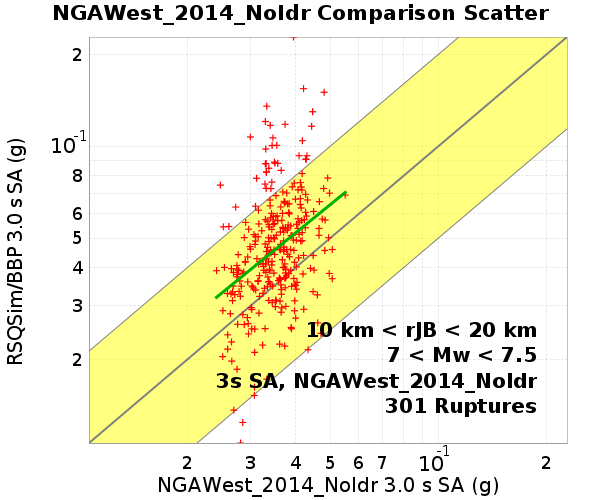 NGAWest_2014_NoIdr Comparison Scatter
2
10-1
8
6
5
4
3
2
RSQSim/BBP 3.0 s SA (g)
10 km < rJB < 20 km
7 < Mw < 7.5
3s SA, NGAWest_2014_NoIdr
301 Ruptures
2 3 4 5 6 7 10-1 2
NGAWest_2014_NoIdr 3.0 s SA (g)